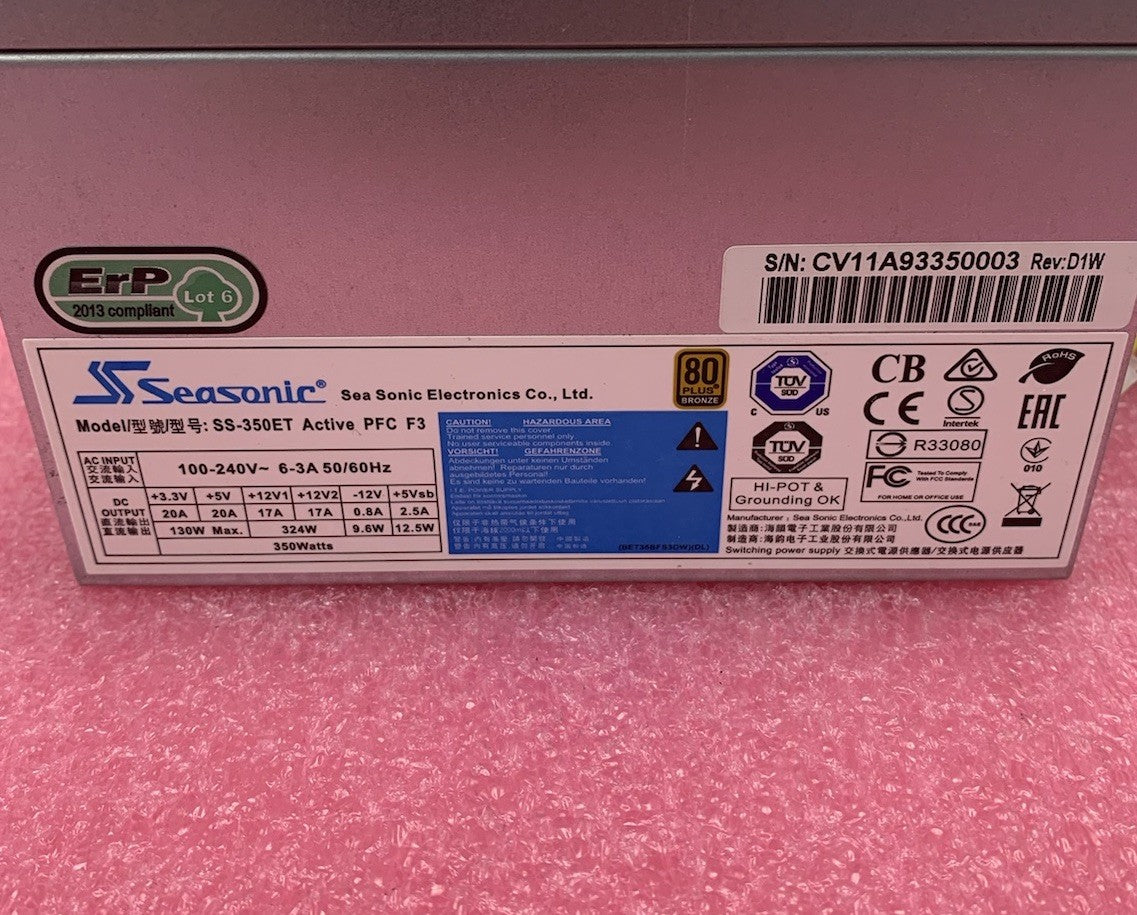 ErP
2013 compliant
Lot 6
S/N: CV11A93350003 Rev:D1W
Seasonic®
Sea Sonic Electronics Co., Ltd.
Model/型號/型号: SS-350ET Active PFC F3
AC INPUT
交流輸入
交流输入
100-240V~ 6-3A 50/60Hz
DC
OUTPUT
直流輸出
直流输出
+3.3V +5V +12V1 +12V2 -12V +5Vsb
20A 20A 17A 17A 0.8A 2.5A
130W Max. 324W 9.6W 12.5W
350Watts
CAUTION! HAZARDOUS AREA
Do not remove this cover.
Trained service personnel only.
No user serviceable components inside.
VORSICHT! GEFAHRENZONE
Abdeckungen unter keinen Umständen
abnehmen! Reparaturen nur durch
ausgebildetes Personal!
Es sind keine zu wartenden Bauteile vorhanden!
80
PLUS
BRONZE
TÜV
SÜD
C US
TÜV
SÜD
HI-POT &
Grounding OK
CB
CE
Intertek
R33080
FC
Tested To Comply
With FCC Standards
FOR HOME OR OFFICE USE
RoHS
EAC
010
CCC
Manufacturer : Sea Sonic Electronics Co.,Ltd.
製造商: 海韻電子工業股份有限公司
制造商: 海韵电子工业股份有限公司
Switching power supply 交換式電源供應器/交换式电源供应器